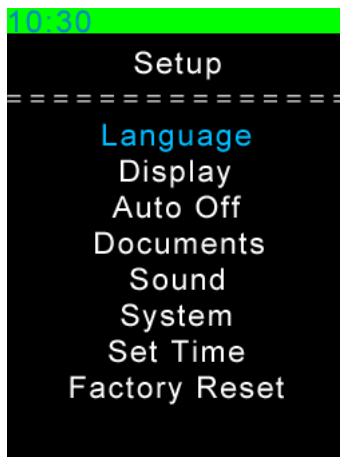 10:30
Setup
===============
Language
Display
Auto Off
Documents
Sound
System
Set Time
Factory Reset